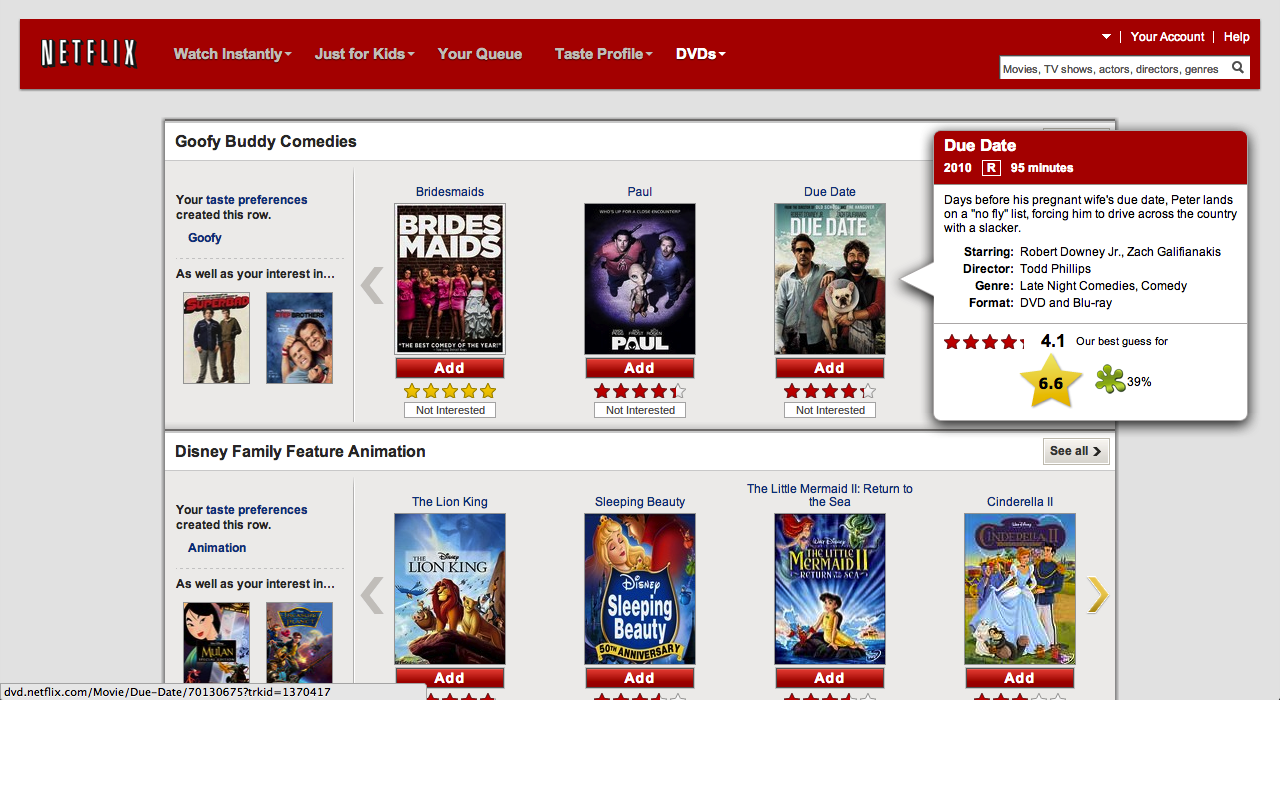 NETFLIX
Watch Instantly
Just for Kids
Your Queue
Taste Profile
DVDs
Your Account
Help
Movies, TV shows, actors, directors, genres
Goofy Buddy Comedies
Your taste preferences
created this row.
Goofy
As well as your interest in…
SUPERBAD
STEP BROTHERS
Bridesmaids
BRIDES
MAIDS
"THE BEST COMEDY OF THE YEAR!"
Add
Not Interested
Paul
WHO'S UP FOR A CLOSE ENCOUNTER?
PAUL
Add
Not Interested
Due Date
DUE DATE
Add
Not Interested
Due Date
2010 R 95 minutes
Days before his pregnant wife's due date, Peter lands
on a "no fly" list, forcing him to drive across the country
with a slacker.
Starring: Robert Downey Jr., Zach Galifianakis
Director: Todd Phillips
Genre: Late Night Comedies, Comedy
Format: DVD and Blu-ray
4.1 Our best guess for
6.6
39%
Disney Family Feature Animation
See all
Your taste preferences
created this row.
Animation
As well as your interest in…
MULAN
TREASURE
PLANET
The Lion King
Disney
THE
LION KING
Add
Sleeping Beauty
Disney
Sleeping
Beauty
50TH ANNIVERSARY
Add
The Little Mermaid II: Return to
the Sea
WALT DISNEY
THE LITTLE
MERMAID II
RETURN TO THE SEA
Add
Cinderella II
CINDERELLA II
Add
dvd.netflix.com/Movie/Due-Date/70130675?trkid=1370417